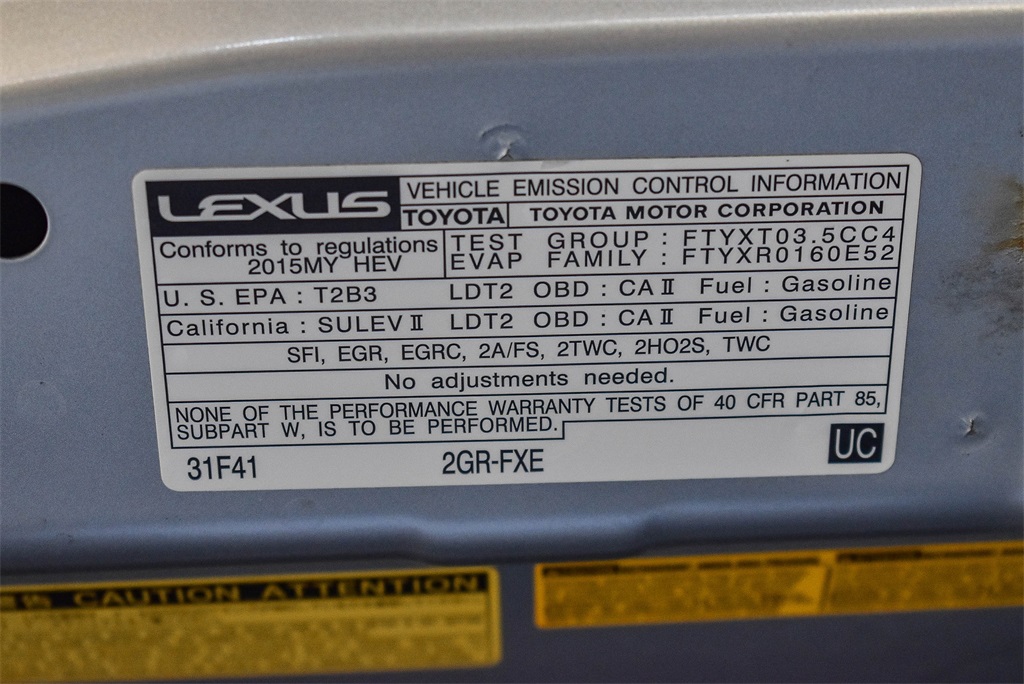 LEXUS
VEHICLE EMISSION CONTROL INFORMATION
TOYOTA TOYOTA MOTOR CORPORATION
Conforms to regulations
2015MY HEV
TEST GROUP : FTYXT03.5CC4
EVAP FAMILY : FTYXR0160E52
U. S. EPA : T2B3 LDT2 OBD : CA II Fuel : Gasoline
California : SULEV II LDT2 OBD : CA II Fuel : Gasoline
SFI, EGR, EGRC, 2A/FS, 2TWC, 2HO2S, TWC
No adjustments needed.
NONE OF THE PERFORMANCE WARRANTY TESTS OF 40 CFR PART 85,
SUBPART W, IS TO BE PERFORMED.
31F41 2GR-FXE UC
CAUTION ATTENTION